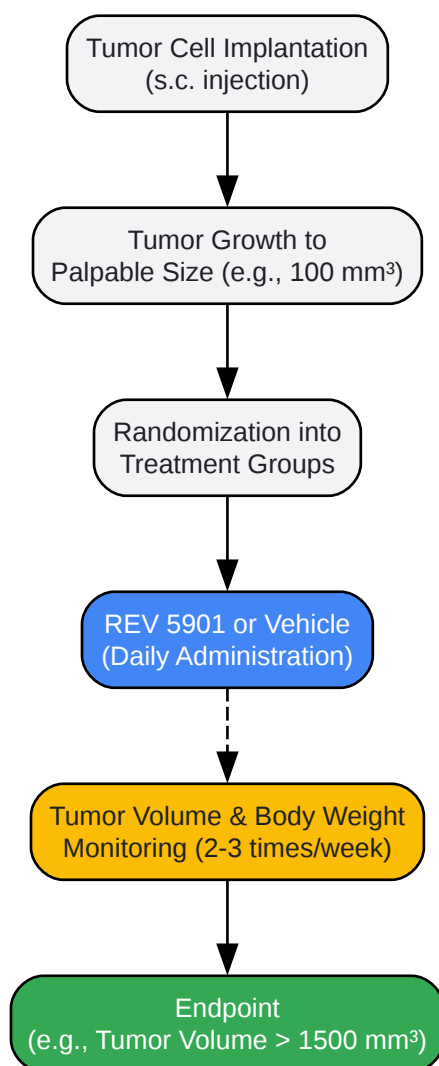 Tumor Cell Implantation
(s.c. injection)
Tumor Growth to
Palpable Size (e.g., 100 mm³)
Randomization into
Treatment Groups
REV 5901 or Vehicle
(Daily Administration)
Tumor Volume & Body Weight
Monitoring (2-3 times/week)
Endpoint
(e.g., Tumor Volume > 1500 mm³)